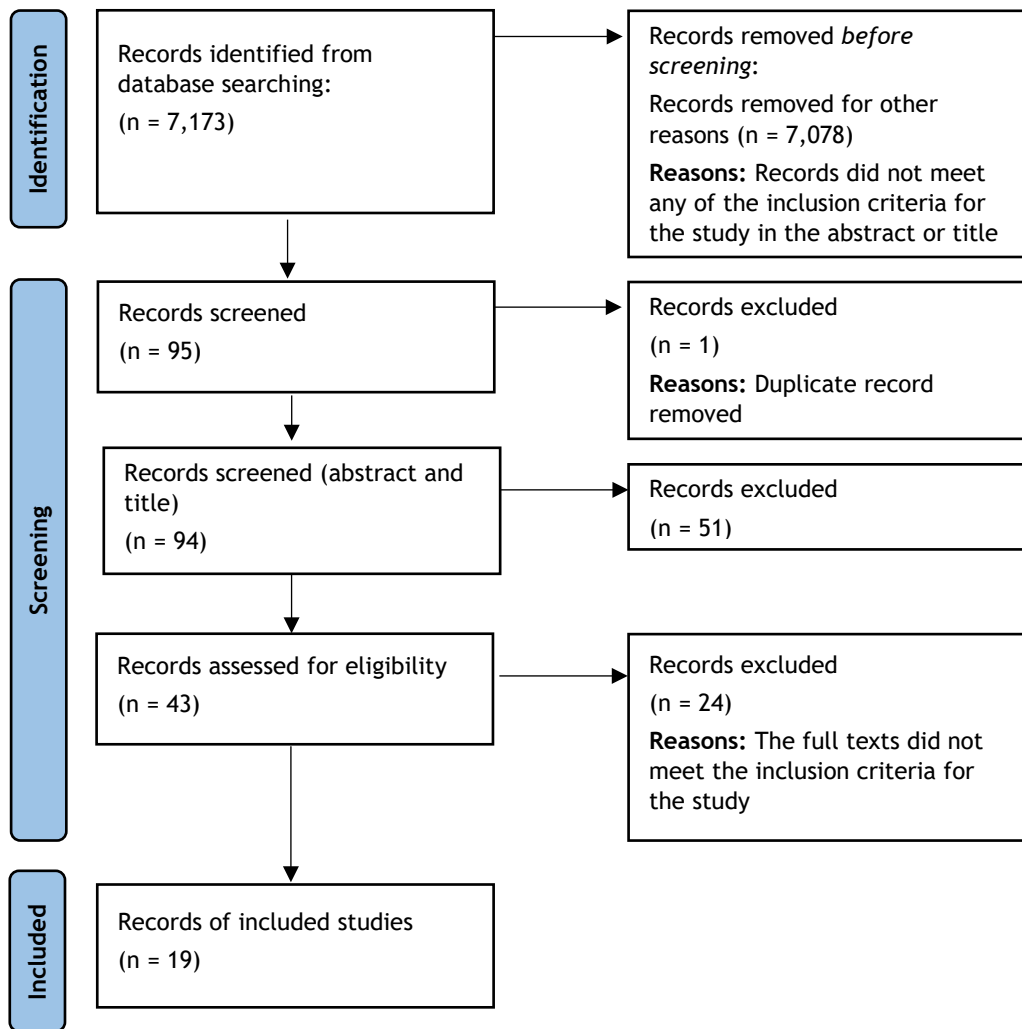 Identification
Records identified from
database searching:
(n = 7,173)
Records removed before
screening:
Records removed for other
reasons (n = 7,078)
Reasons: Records did not meet
any of the inclusion criteria for
the study in the abstract or title
Screening
Records screened
(n = 95)
Records excluded
(n = 1)
Reasons: Duplicate record
removed
Records screened (abstract and
title)
(n = 94)
Records excluded
(n = 51)
Records assessed for eligibility
(n = 43)
Records excluded
(n = 24)
Reasons: The full texts did not
meet the inclusion criteria for
the study
Included
Records of included studies
(n = 19)